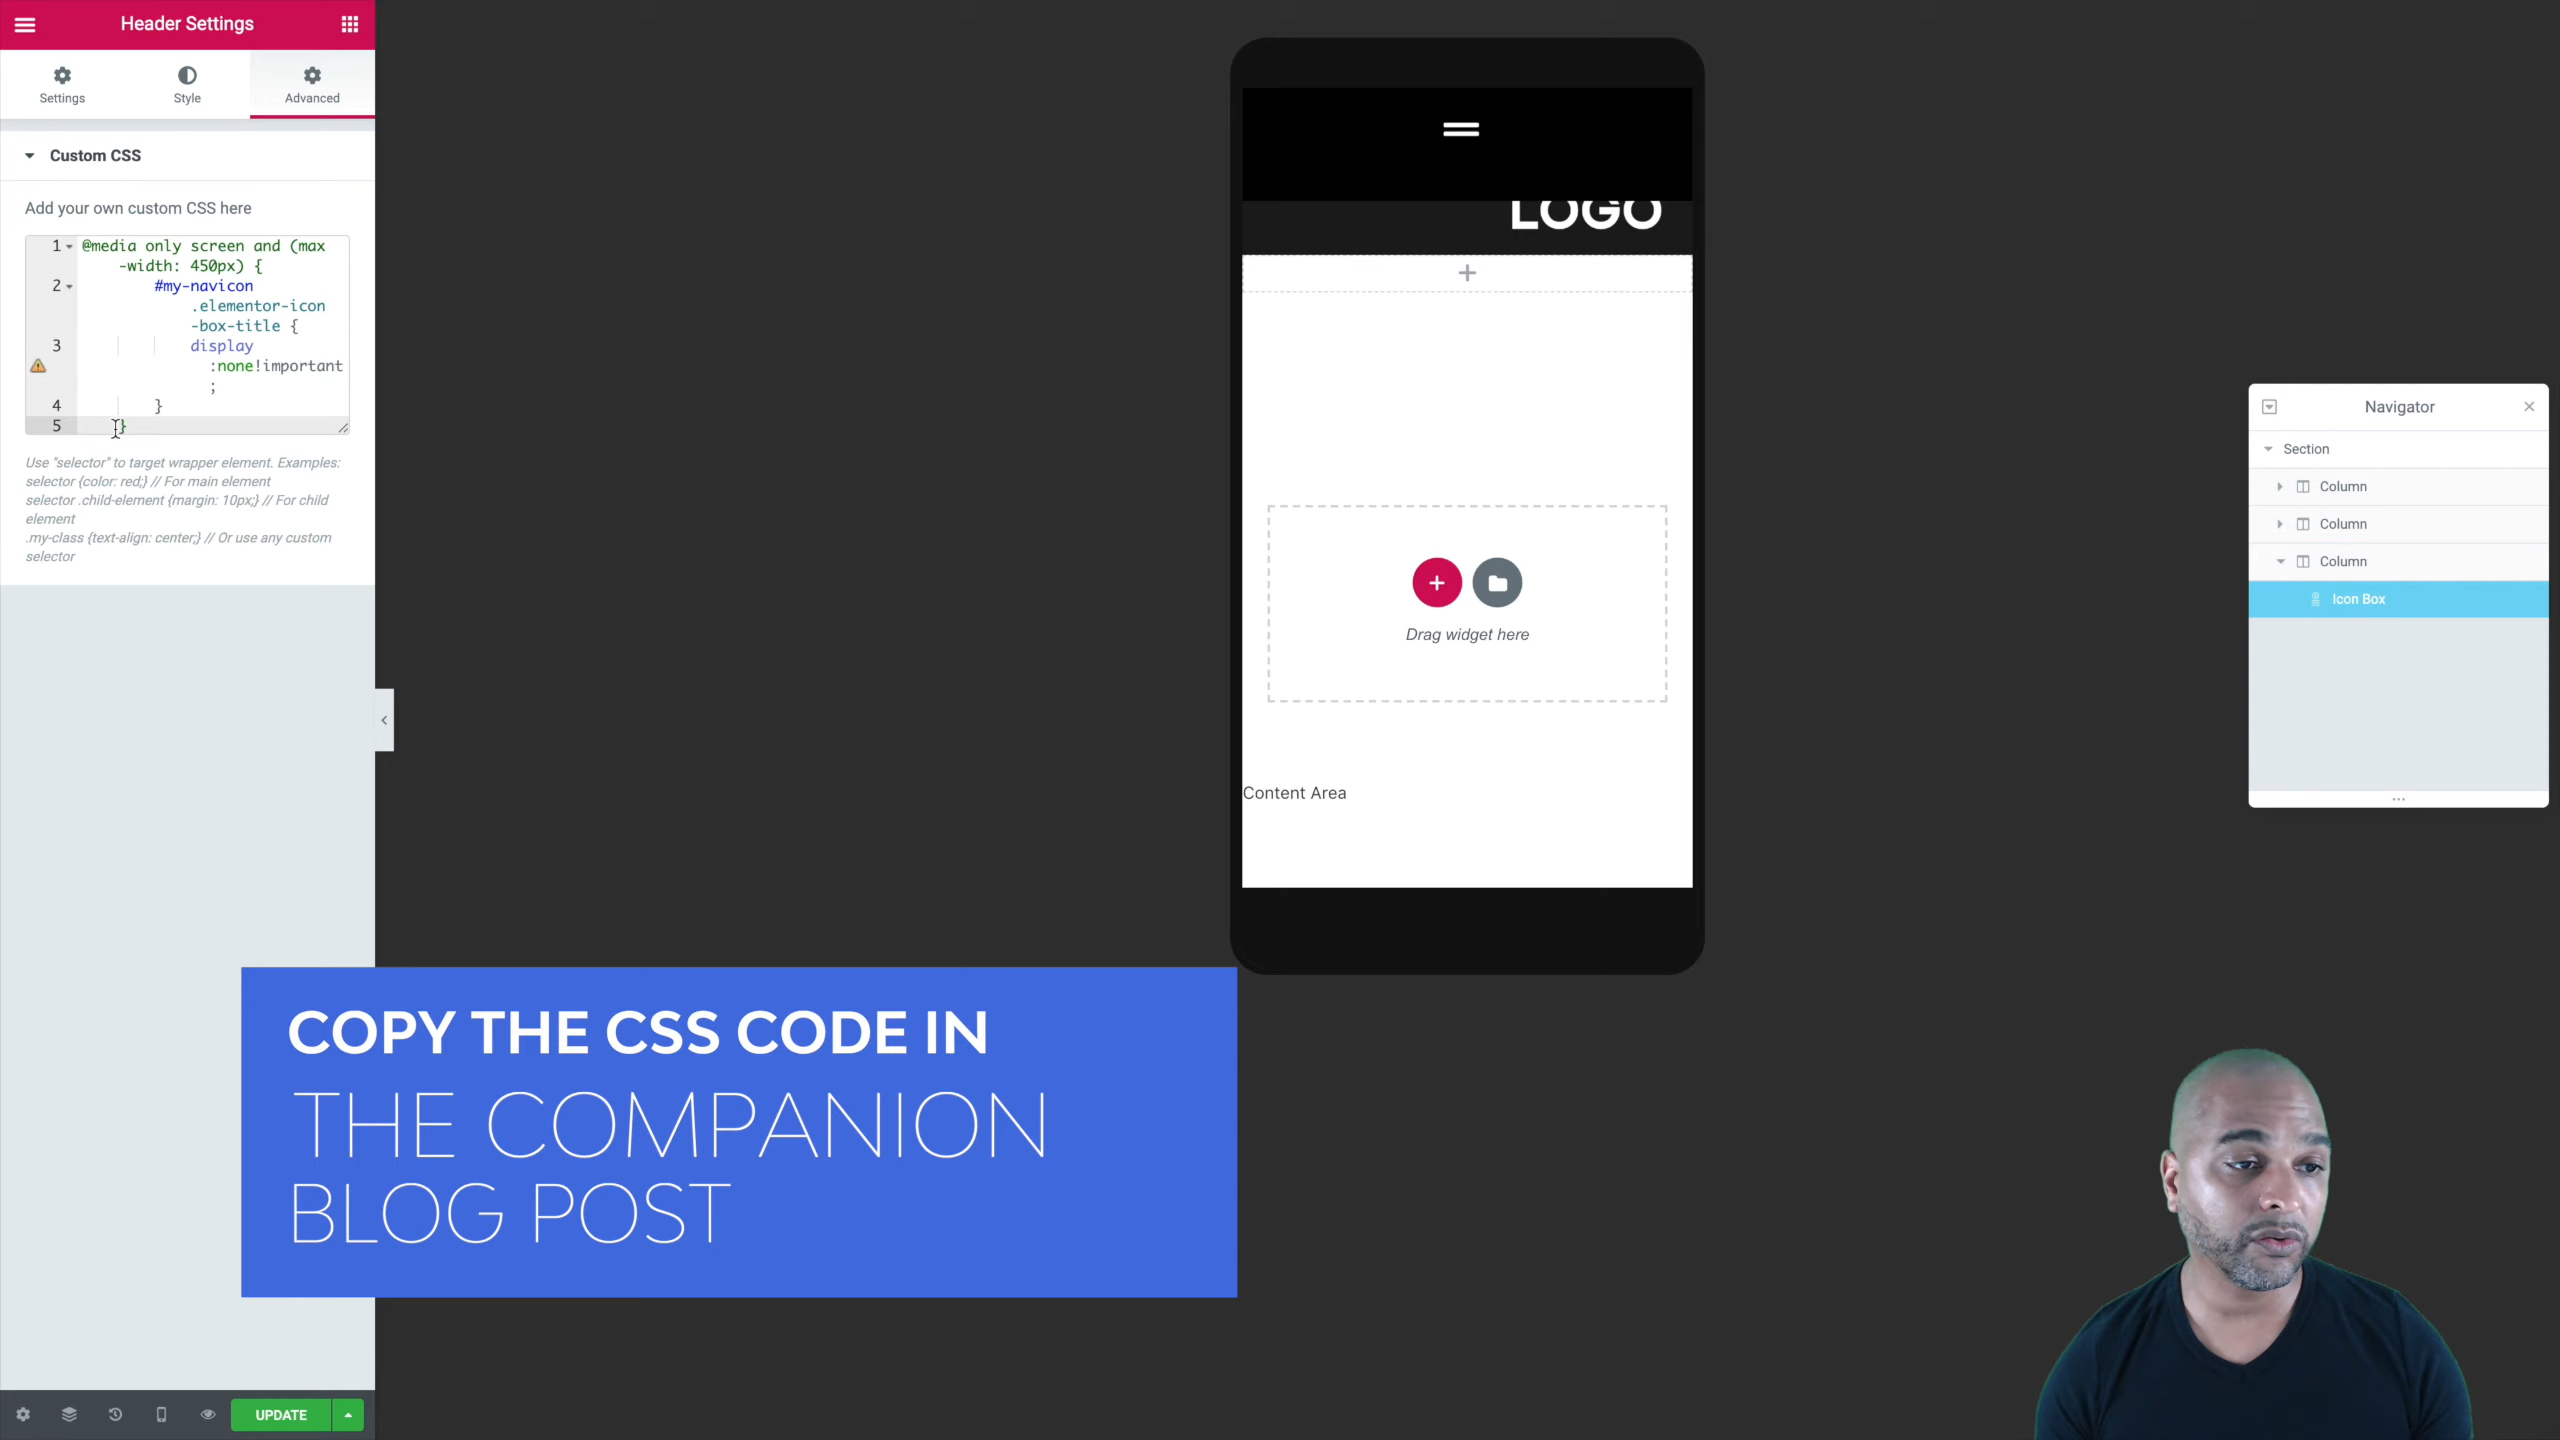 Header Settings
Settings
Style
Advanced
Custom CSS
Add your own custom CSS here
1 @media only screen and (max
-width: 450px) {
2 #my-navicon
.elementor-icon
-box-title {
3 display
:none!important
;
4 }
5 }
Use "selector" to target wrapper element. Examples:
selector {color: red;} // For main element
selector .child-element {margin: 10px;} // For child
element
.my-class {text-align: center;} // Or use any custom
selector
LOGO
Drag widget here
Content Area
Navigator
Section
Column
Column
Column
Icon Box
COPY THE CSS CODE IN
THE COMPANION
BLOG POST
UPDATE